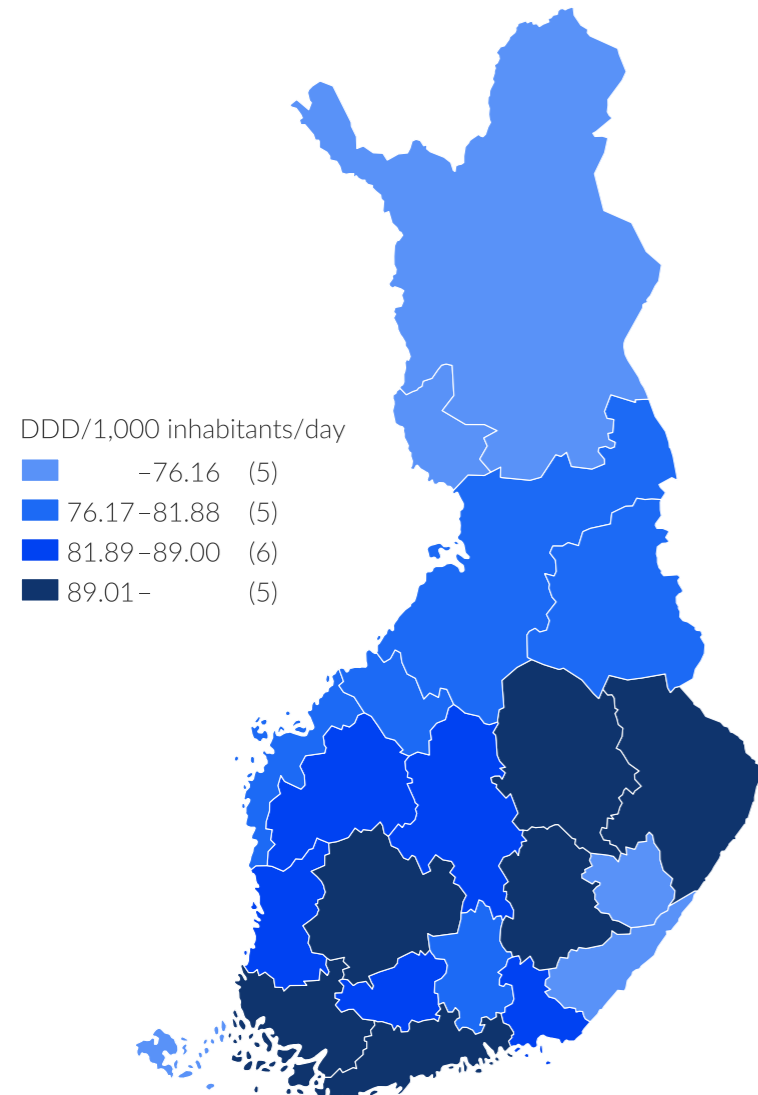 DDD/1,000 inhabitants/day
–76.16 (5)
76.17–81.88 (5)
81.89–89.00 (6)
89.01– (5)